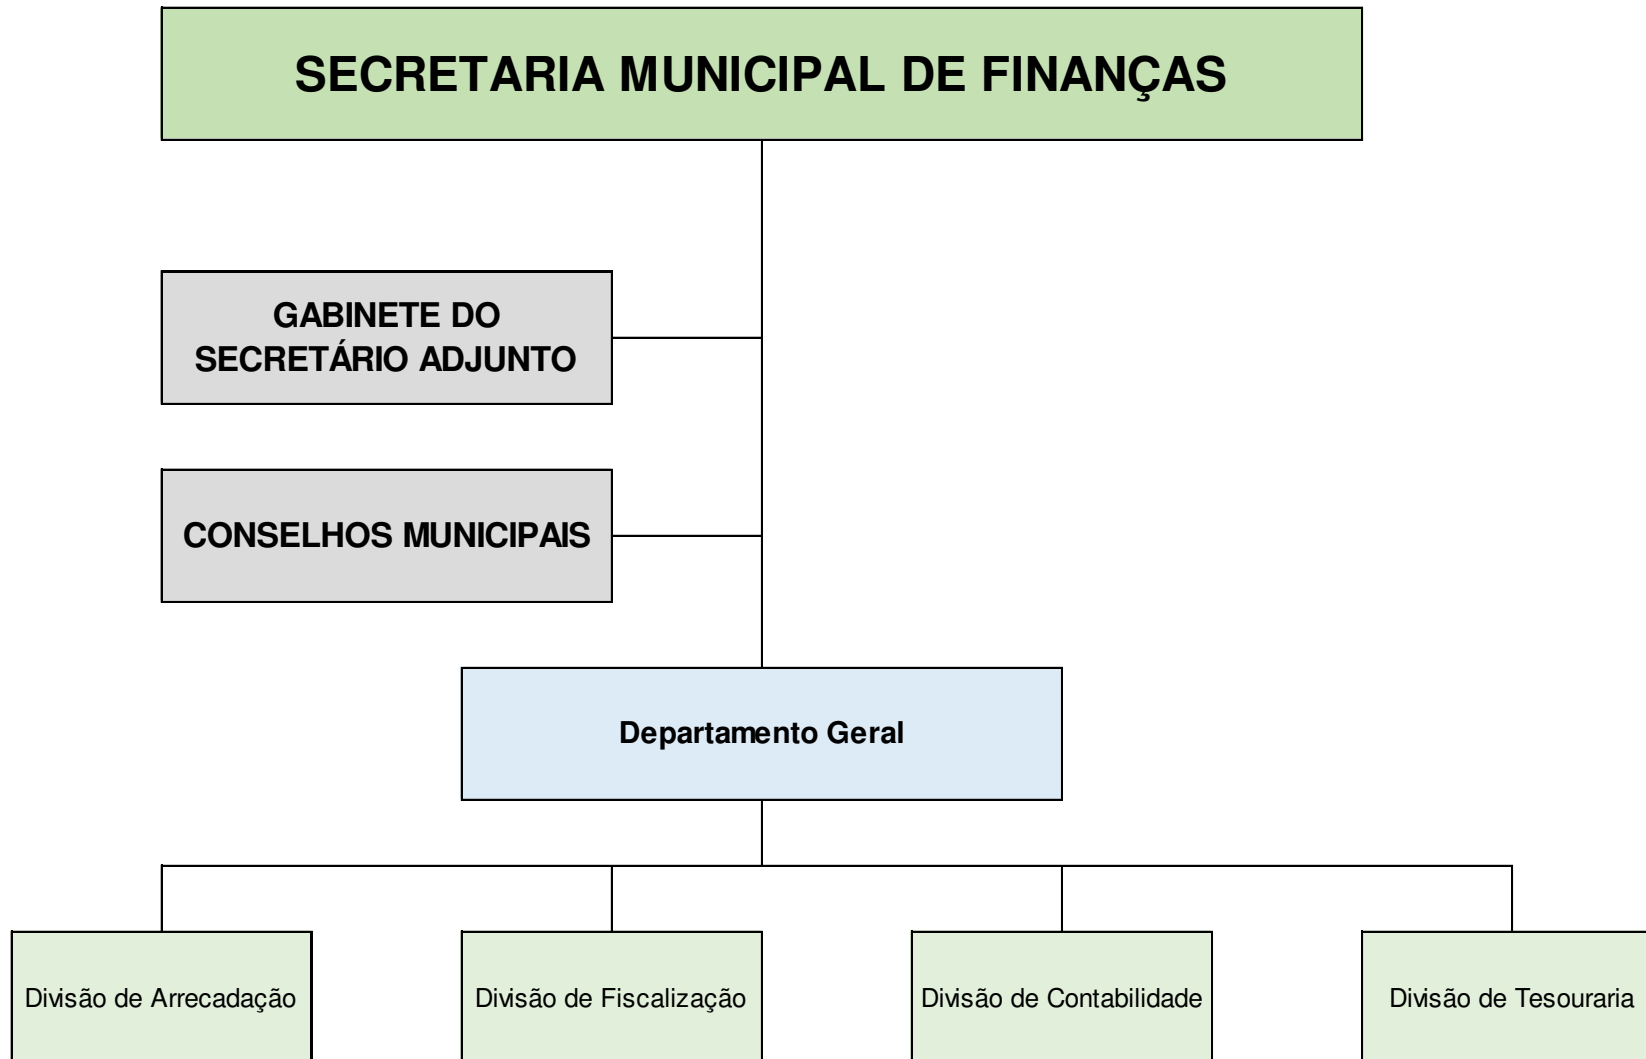 SECRETARIA MUNICIPAL DE FINANÇAS
GABINETE DO
SECRETÁRIO ADJUNTO
CONSELHOS MUNICIPAIS
Departamento Geral
Divisão de Arrecadação
Divisão de Fiscalização
Divisão de Contabilidade
Divisão de Tesouraria